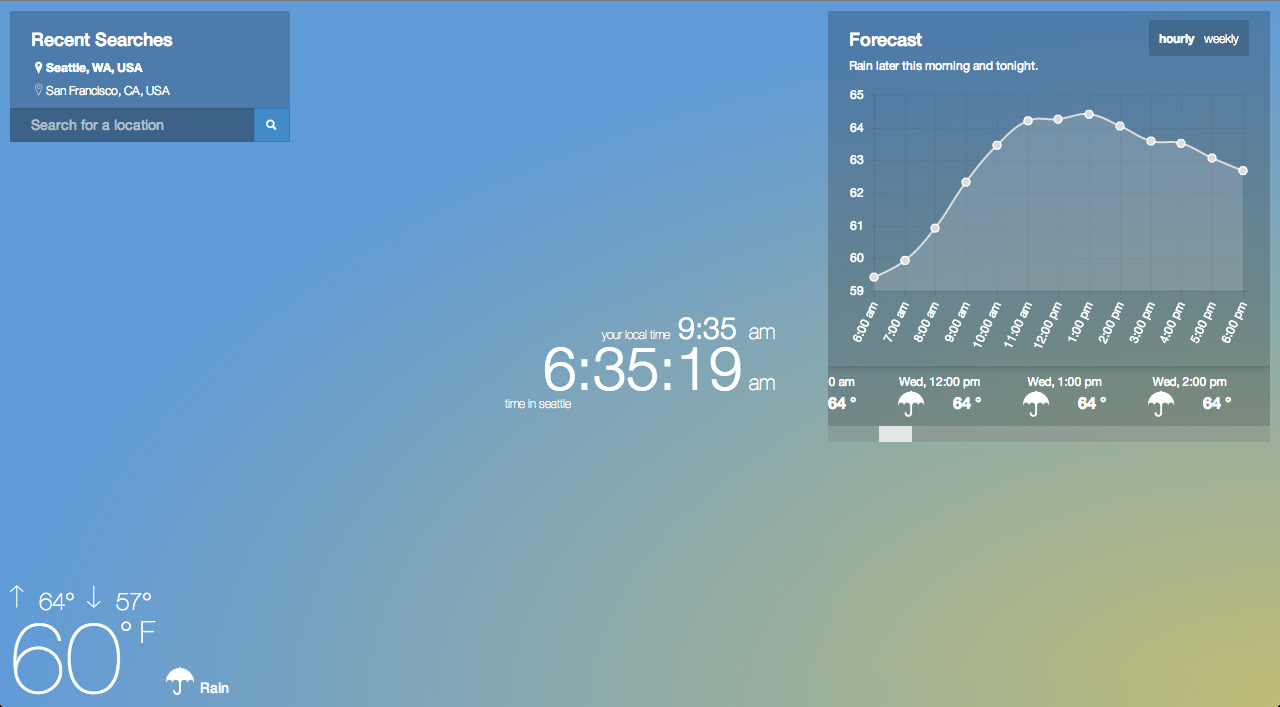 Recent Searches
Seattle, WA, USA
San Francisco, CA, USA
Search for a location
Forecast
hourly weekly
Rain later this morning and tonight.
65
64
63
62
61
60
59
6:00 am 7:00 am 8:00 am 9:00 am 10:00 am 11:00 am 12:00 pm 1:00 pm 2:00 pm 3:00 pm 4:00 pm 5:00 pm 6:00 pm
0 am Wed, 12:00 pm Wed, 1:00 pm Wed, 2:00 pm
64 ° 64 ° 64 ° 64 °
your local time 9:35 am
6:35:19 am
time in seattle
64° 57°
60° F
Rain